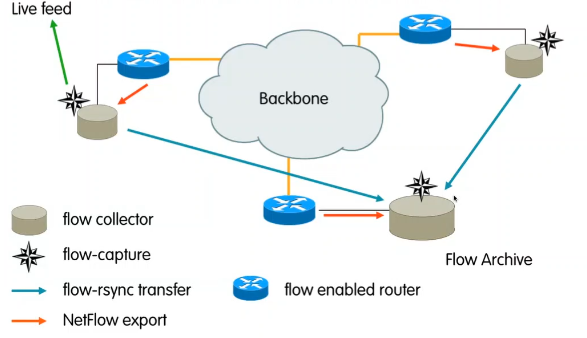 Live feed
Backbone
flow collector
flow-capture
Flow Archive
flow-rsync transfer
flow enabled router
NetFlow export